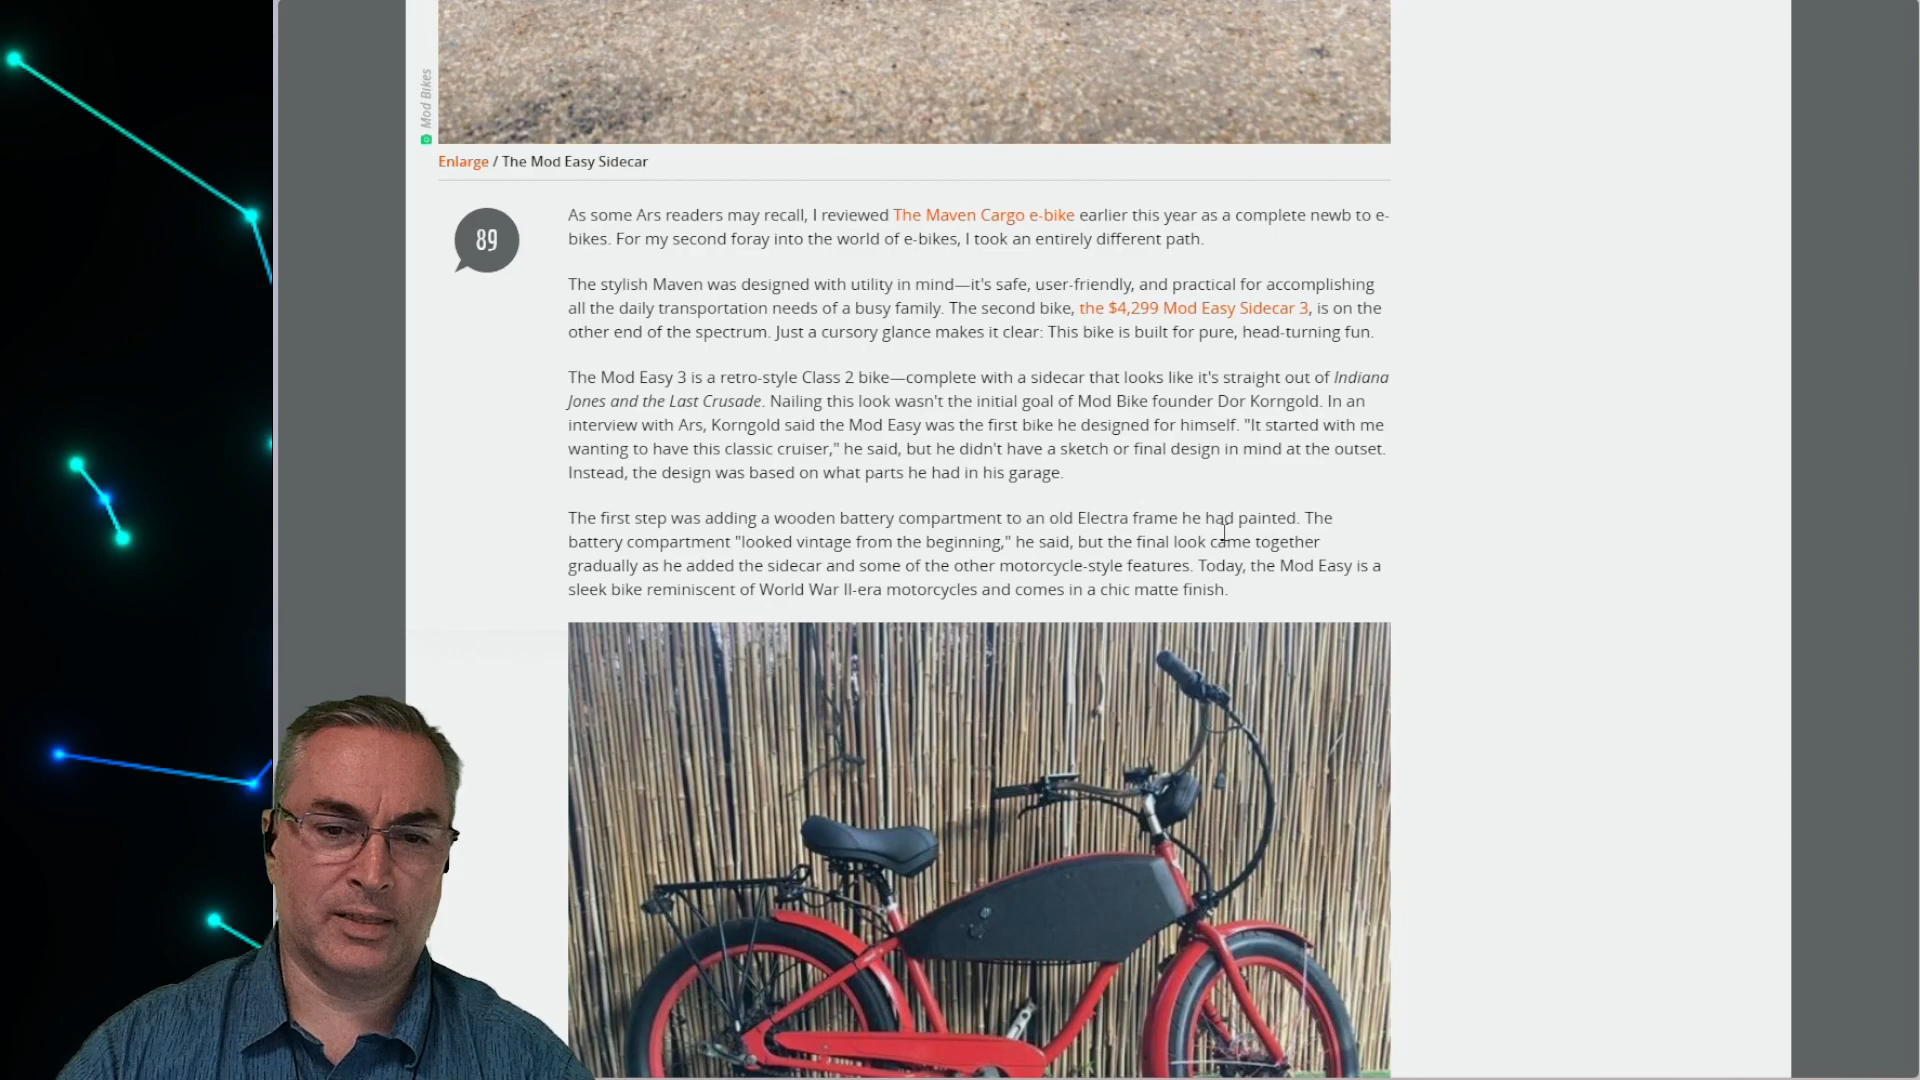 Mod Bikes
Enlarge / The Mod Easy Sidecar
89
As some Ars readers may recall, I reviewed The Maven Cargo e-bike earlier this year as a complete newb to e-
bikes. For my second foray into the world of e-bikes, I took an entirely different path.
The stylish Maven was designed with utility in mind—it's safe, user-friendly, and practical for accomplishing
all the daily transportation needs of a busy family. The second bike, the $4,299 Mod Easy Sidecar 3, is on the
other end of the spectrum. Just a cursory glance makes it clear: This bike is built for pure, head-turning fun.
The Mod Easy 3 is a retro-style Class 2 bike—complete with a sidecar that looks like it's straight out of Indiana
Jones and the Last Crusade. Nailing this look wasn't the initial goal of Mod Bike founder Dor Korngold. In an
interview with Ars, Korngold said the Mod Easy was the first bike he designed for himself. "It started with me
wanting to have this classic cruiser," he said, but he didn't have a sketch or final design in mind at the outset.
Instead, the design was based on what parts he had in his garage.
The first step was adding a wooden battery compartment to an old Electra frame he had painted. The
battery compartment "looked vintage from the beginning," he said, but the final look came together
gradually as he added the sidecar and some of the other motorcycle-style features. Today, the Mod Easy is a
sleek bike reminiscent of World War II-era motorcycles and comes in a chic matte finish.